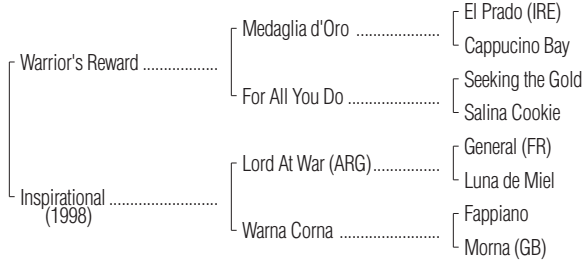 El Prado (IRE)
Medaglia d'Oro ....................
Cappucino Bay
Warrior's Reward ..................
Seeking the Gold
For All You Do ......................
Salina Cookie
General (FR)
Lord At War (ARG)................
Luna de Miel
Inspirational ..........................
(1998)
Fappiano
Warna Corna ........................
Morna (GB)